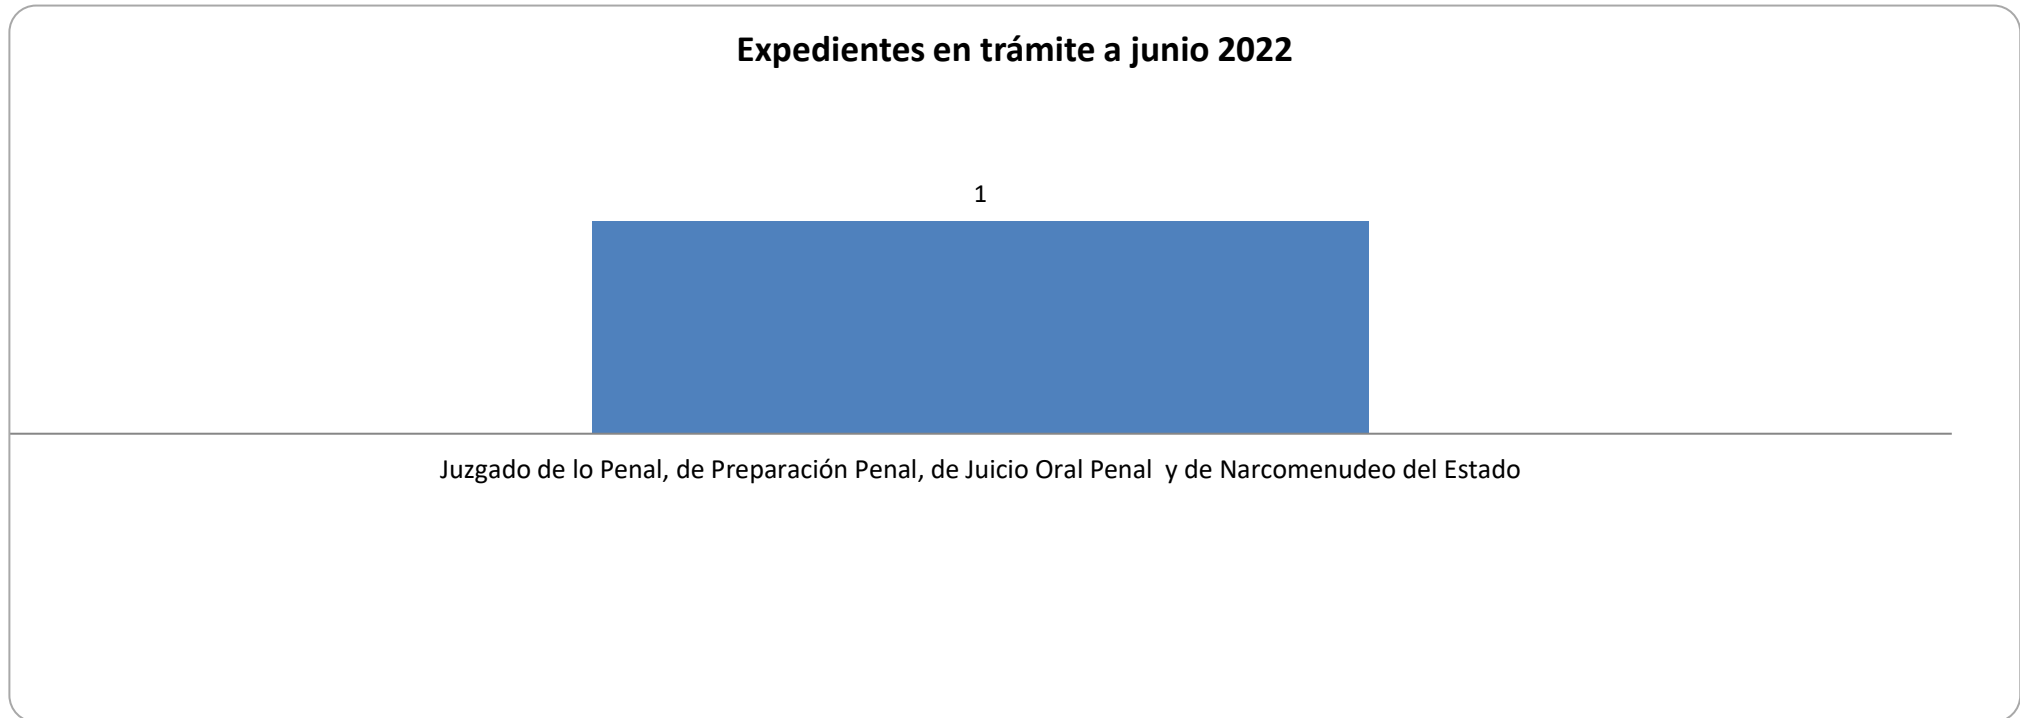 Expedientes en trámite a junio 2022
1
Juzgado de lo Penal, de Preparación Penal, de Juicio Oral Penal  y de Narcomenudeo del Estado